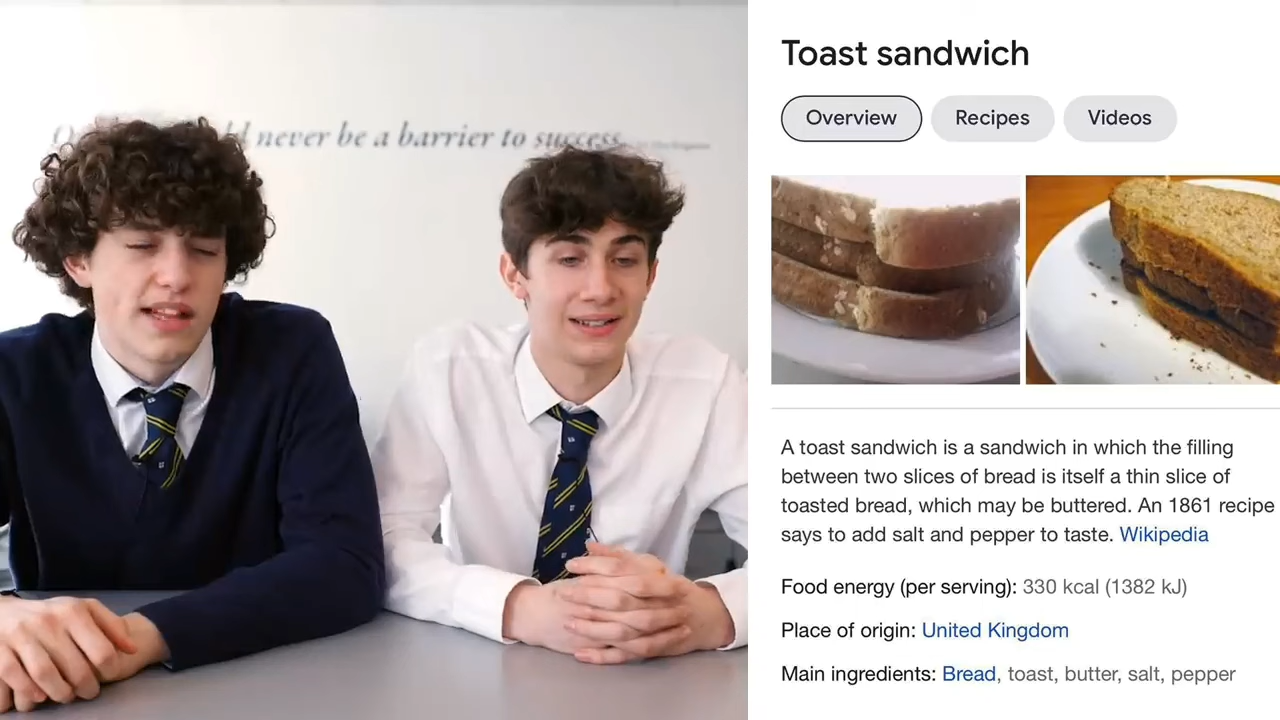 never be a barrier to success
Toast sandwich
Overview
Recipes
Videos
A toast sandwich is a sandwich in which the filling
between two slices of bread is itself a thin slice of
toasted bread, which may be buttered. An 1861 recipe
says to add salt and pepper to taste. Wikipedia
Food energy (per serving): 330 kcal (1382 kJ)
Place of origin: United Kingdom
Main ingredients: Bread, toast, butter, salt, pepper